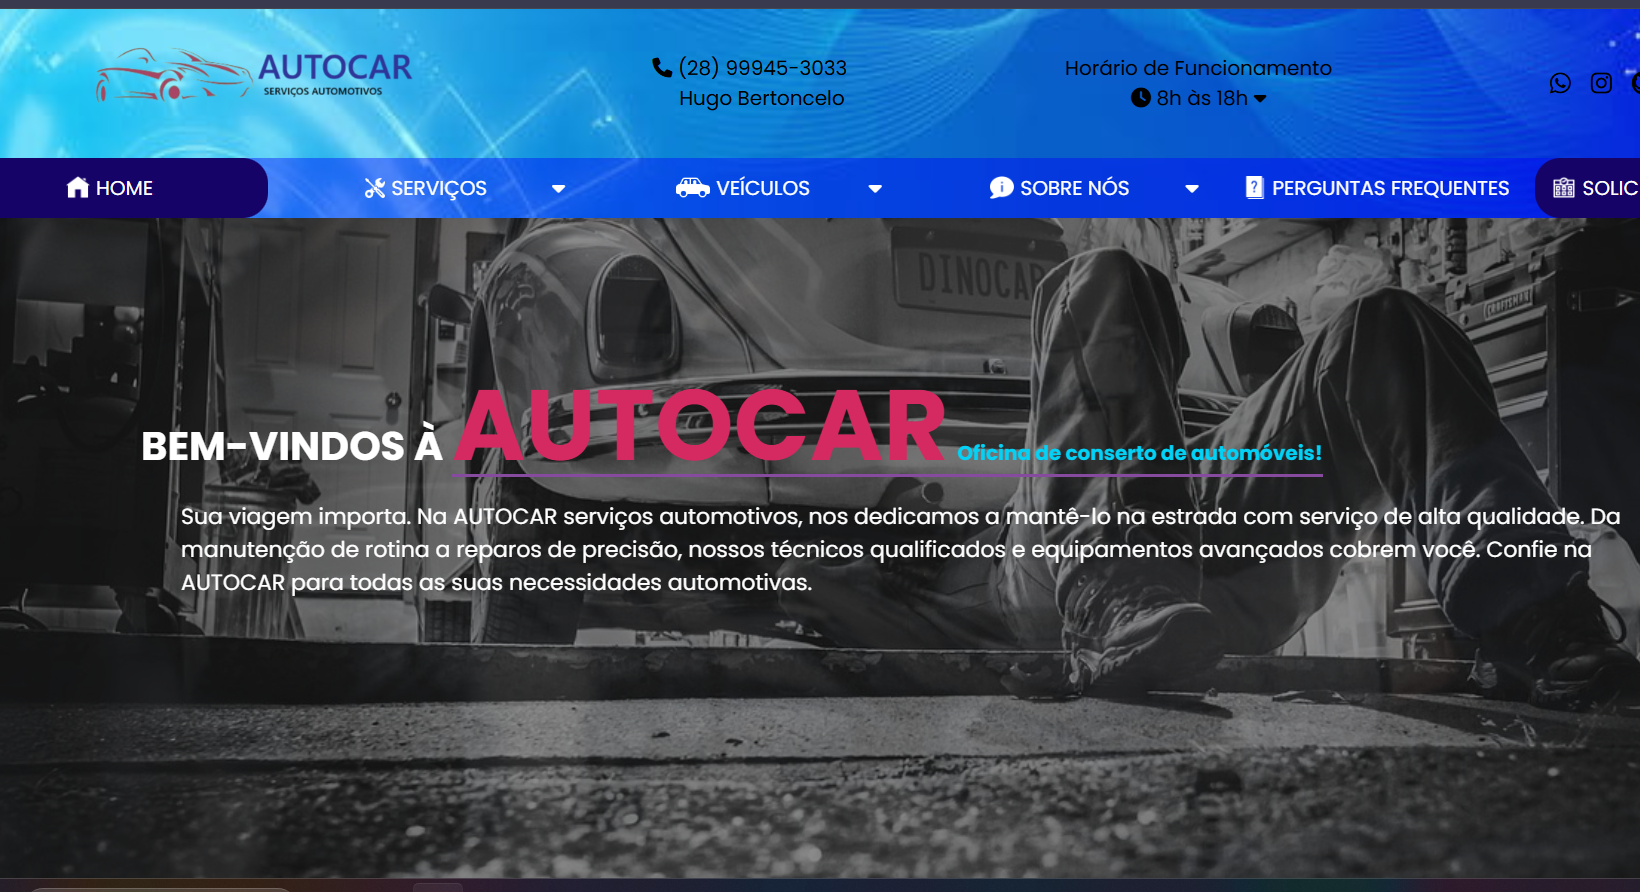 AUTOCAR
SERVIÇOS AUTOMOTIVOS
(28) 99945-3033
Hugo Bertoncelo
Horário de Funcionamento
8h às 18h
HOME
SERVIÇOS
VEÍCULOS
SOBRE NÓS
PERGUNTAS FREQUENTES
SOLIC
DINOCAR
CRAFTSMAN
BEM-VINDOS À AUTOCAR Oficina de conserto de automóveis!
Sua viagem importa. Na AUTOCAR serviços automotivos, nos dedicamos a mantê-lo na estrada com serviço de alta qualidade. Da
manutenção de rotina a reparos de precisão, nossos técnicos qualificados e equipamentos avançados cobrem você. Confie na
AUTOCAR para todas as suas necessidades automotivas.